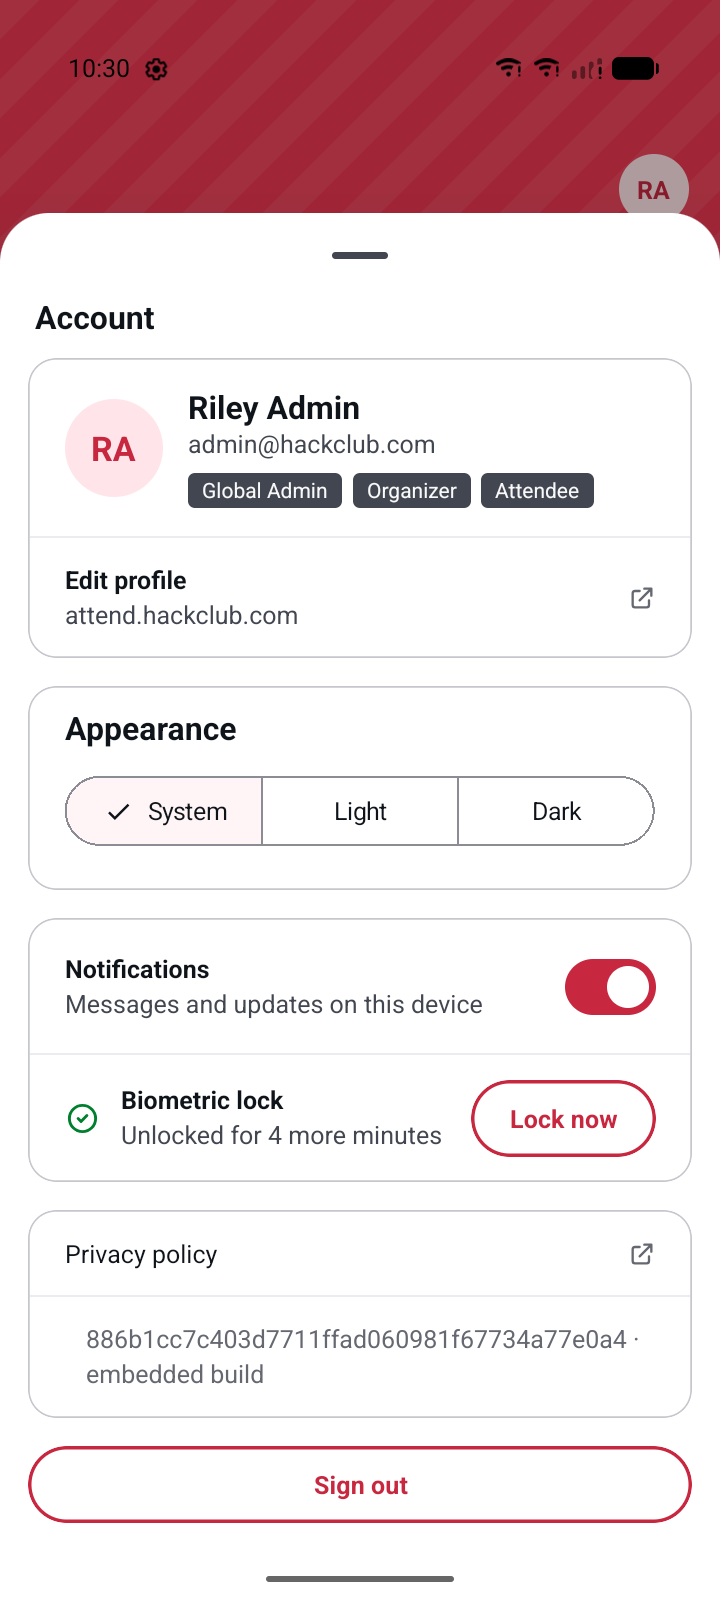 10:30
RA
Account
RA
Riley Admin
admin@hackclub.com
Global Admin
Organizer
Attendee
Edit profile
attend.hackclub.com
Appearance
System
Light
Dark
Notifications
Messages and updates on this device
Biometric lock
Unlocked for 4 more minutes
Lock now
Privacy policy
886b1cc7c403d7711ffad060981f67734a77e0a4 ·
embedded build
Sign out